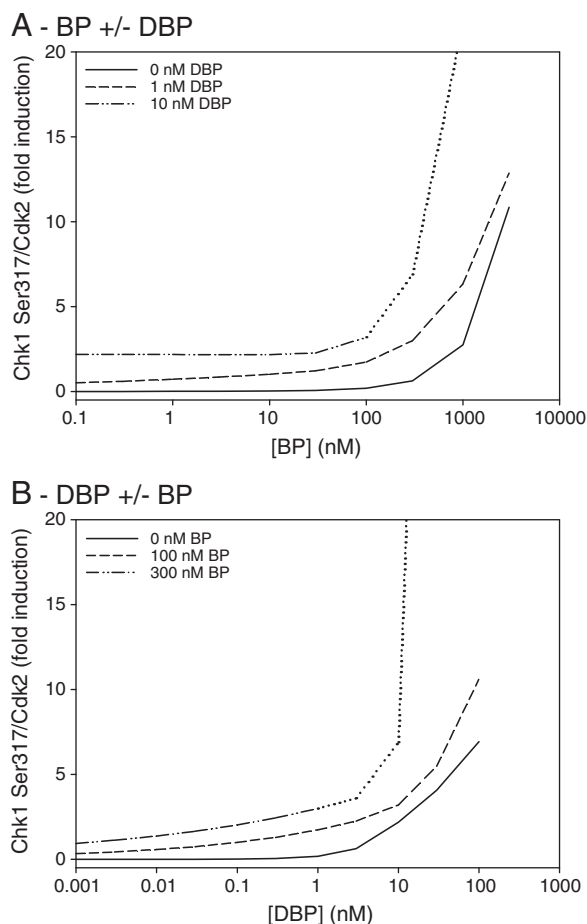 A - BP +/- DBP
20
15
10
5
0
Chk1 Ser317/Cdk2 (fold induction)
0 nM DBP
1 nM DBP
10 nM DBP
0.1
1
10
100
1000
10000
[BP] (nM)
B - DBP +/- BP
20
15
10
5
0
Chk1 Ser317/Cdk2 (fold induction)
0 nM BP
100 nM BP
300 nM BP
0.001
0.01
0.1
1
10
100
1000
[DBP] (nM)